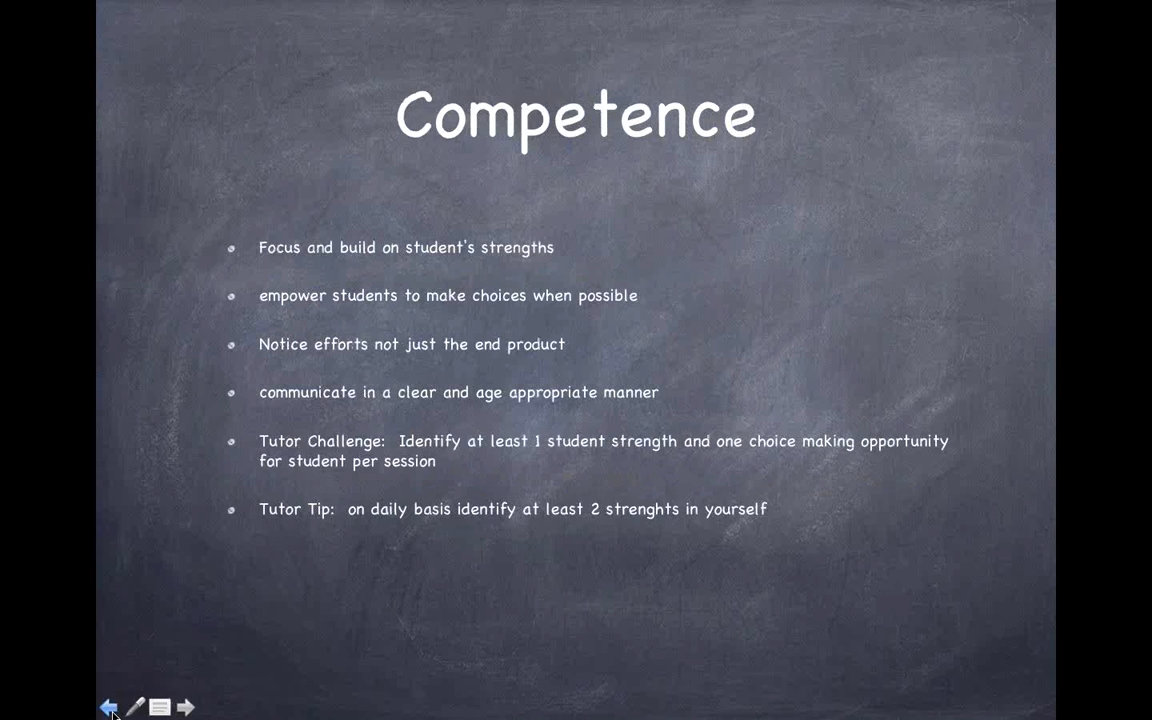 Competence
Focus and build on student's strengths
empower students to make choices when possible
Notice efforts not just the end product
communicate in a clear and age appropriate manner
Tutor Challenge: Identify at least 1 student strength and one choice making opportunity
for student per session
Tutor Tip: on daily basis identify at least 2 strenghts in yourself